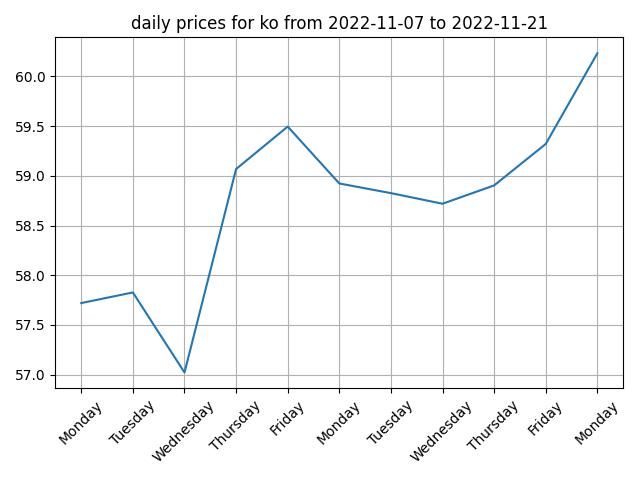 daily prices for ko from 2022-11-07 to 2022-11-21
60.0
59.5
59.0
58.5
58.0
57.5
57.0
Monday
Tuesday
Wednesday
Thursday
Friday
Monday
Tuesday
Wednesday
Thursday
Friday
Monday